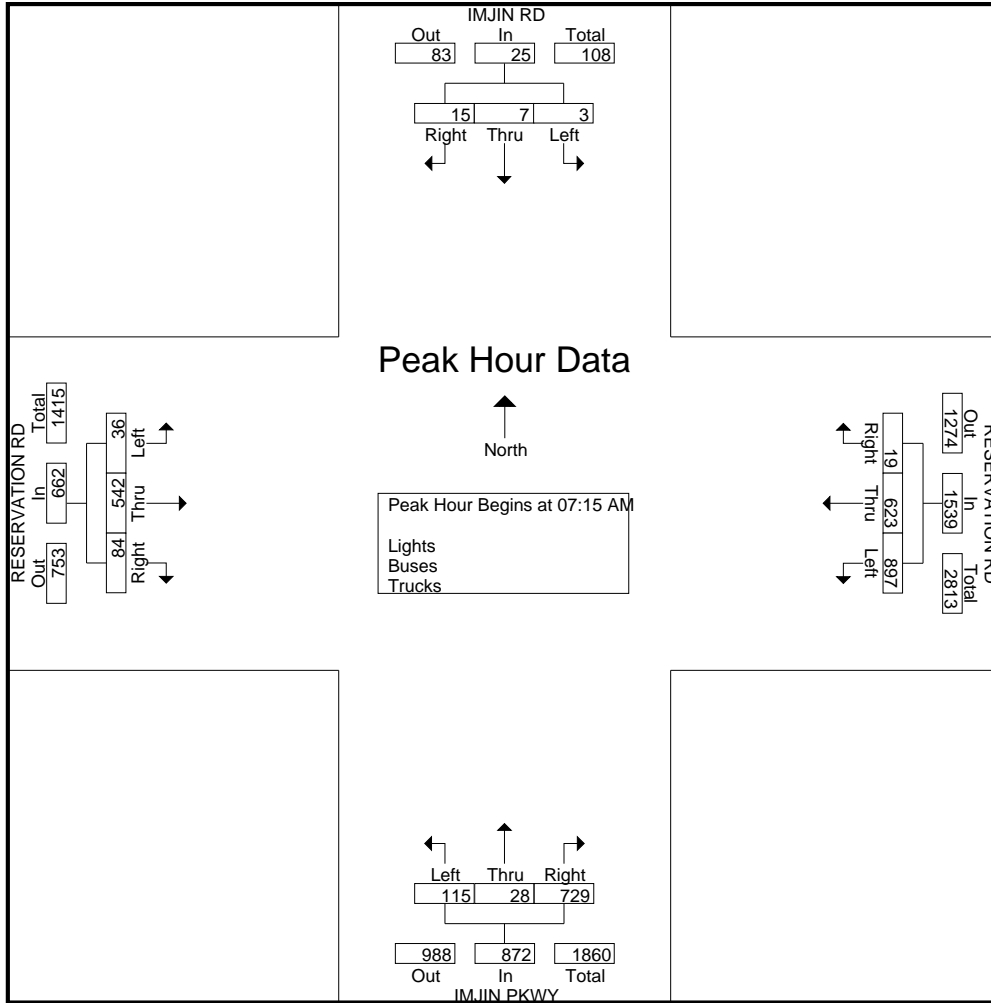 IMJIN RD
Out In Total
83 25 108
15 7 3
Right Thru Left
Peak Hour Data
North
Peak Hour Begins at 07:15 AM
Lights
Buses
Trucks
RESERVATION RD
Total In Out
1415 662 753
36 542 84
Left Thru Right
RESERVATION RD
Out In Total
1274 1539 2813
19 623 897
Right Thru Left
Left Thru Right
115 28 729
988 872 1860
Out In Total
IMJIN PKWY